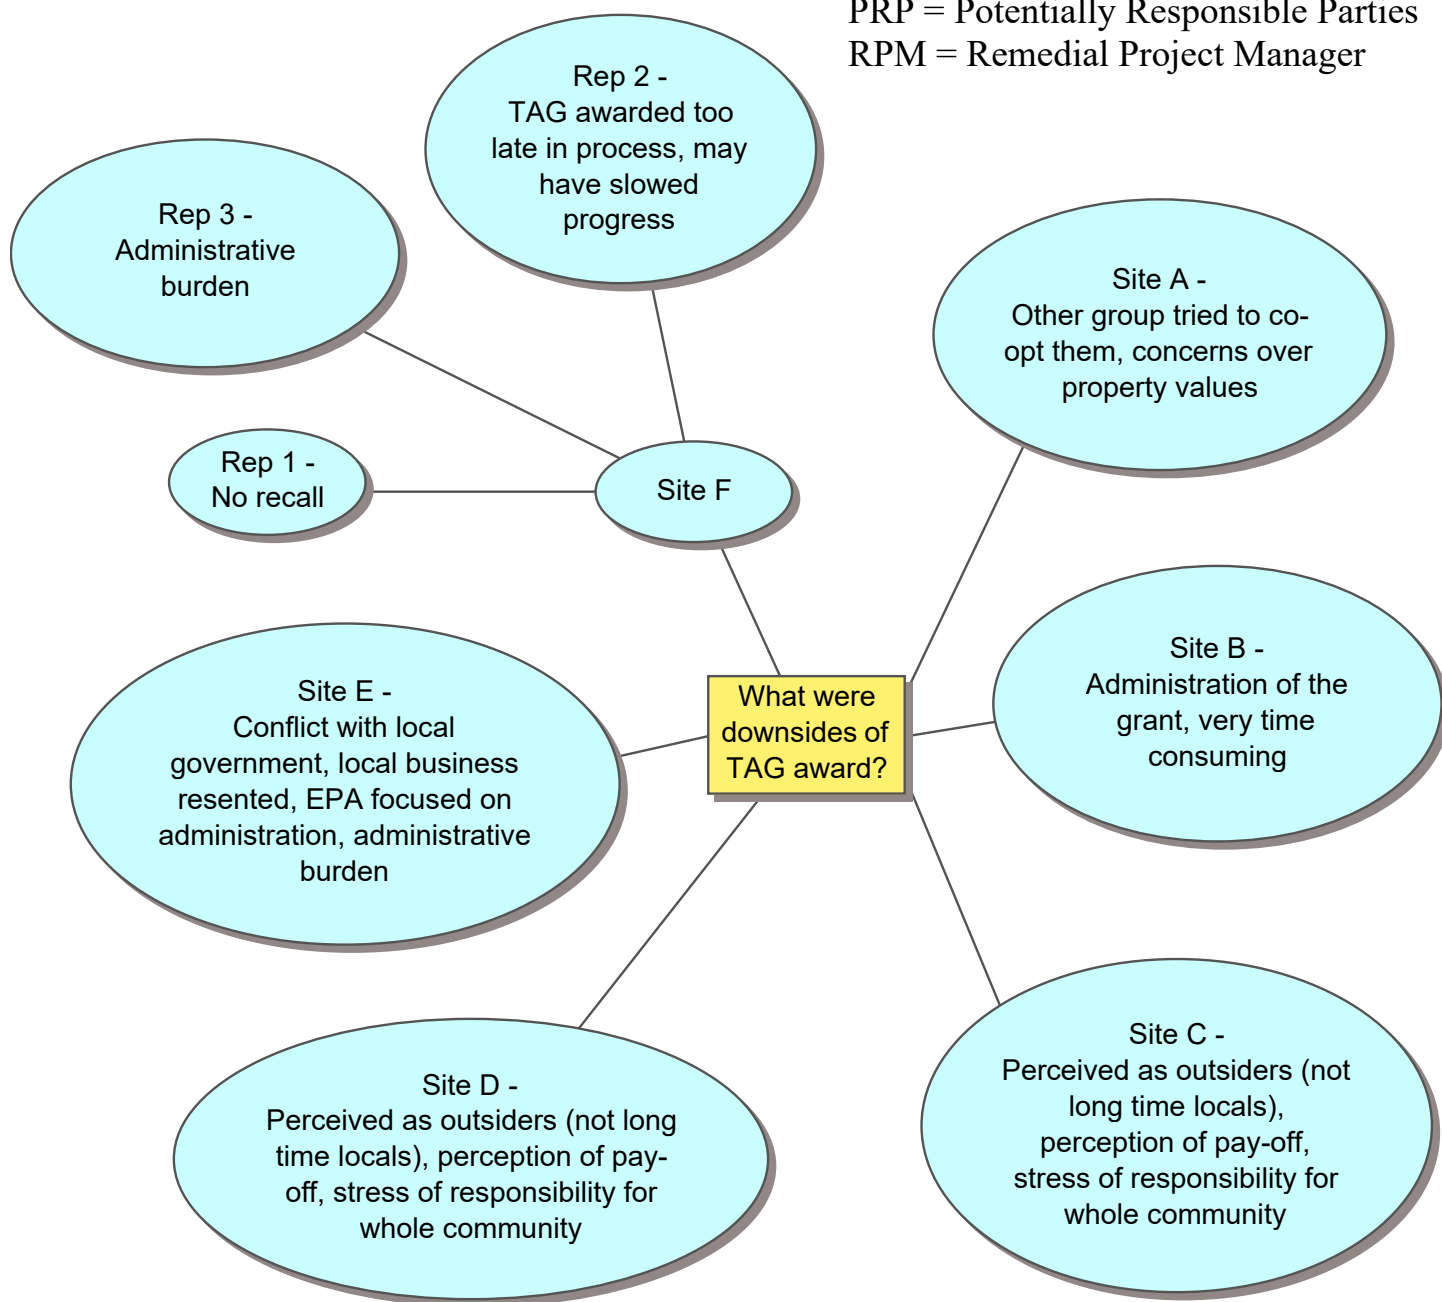 PRP = Potentially Responsible Parties
RPM = Remedial Project Manager
Rep 2 -
TAG awarded too
late in process, may
have slowed
progress
Rep 3 -
Administrative
burden
Site A -
Other group tried to co-
opt them, concerns over
property values
Rep 1 -
No recall
Site F
Site B -
Administration of the
grant, very time
consuming
What were
downsides of
TAG award?
Site E -
Conflict with local
government, local business
resented, EPA focused on
administration, administrative
burden
Site C -
Perceived as outsiders (not
long time locals),
perception of pay-off,
stress of responsibility for
whole community
Site D -
Perceived as outsiders (not long
time locals), perception of pay-
off, stress of responsibility for
whole community